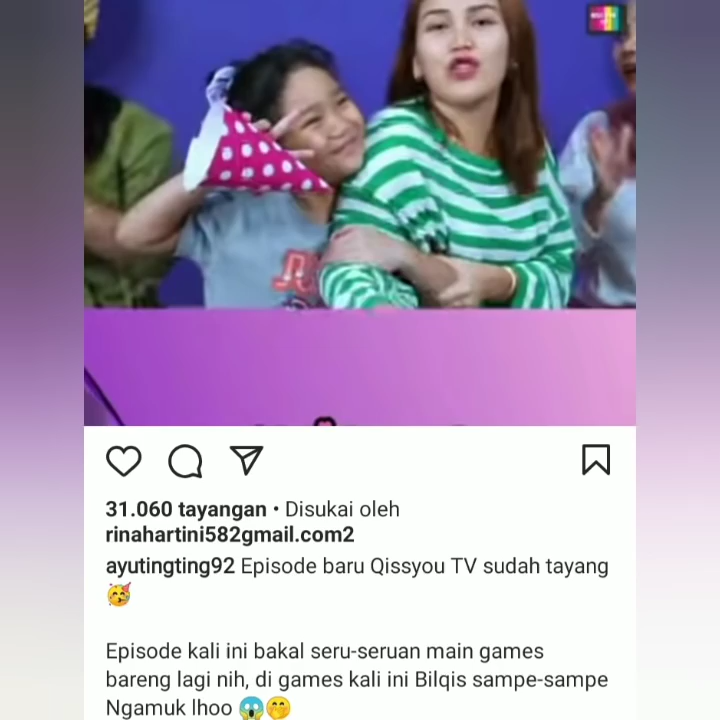 31.060 tayangan • Disukai oleh
rinahartini582gmail.com2
ayutingting92 Episode baru Qissyou TV sudah tayang
🥳
Episode kali ini bakal seru-seruan main games
bareng lagi nih, di games kali ini Bilqis sampe-sampe
Ngamuk lhoo 😱🤭